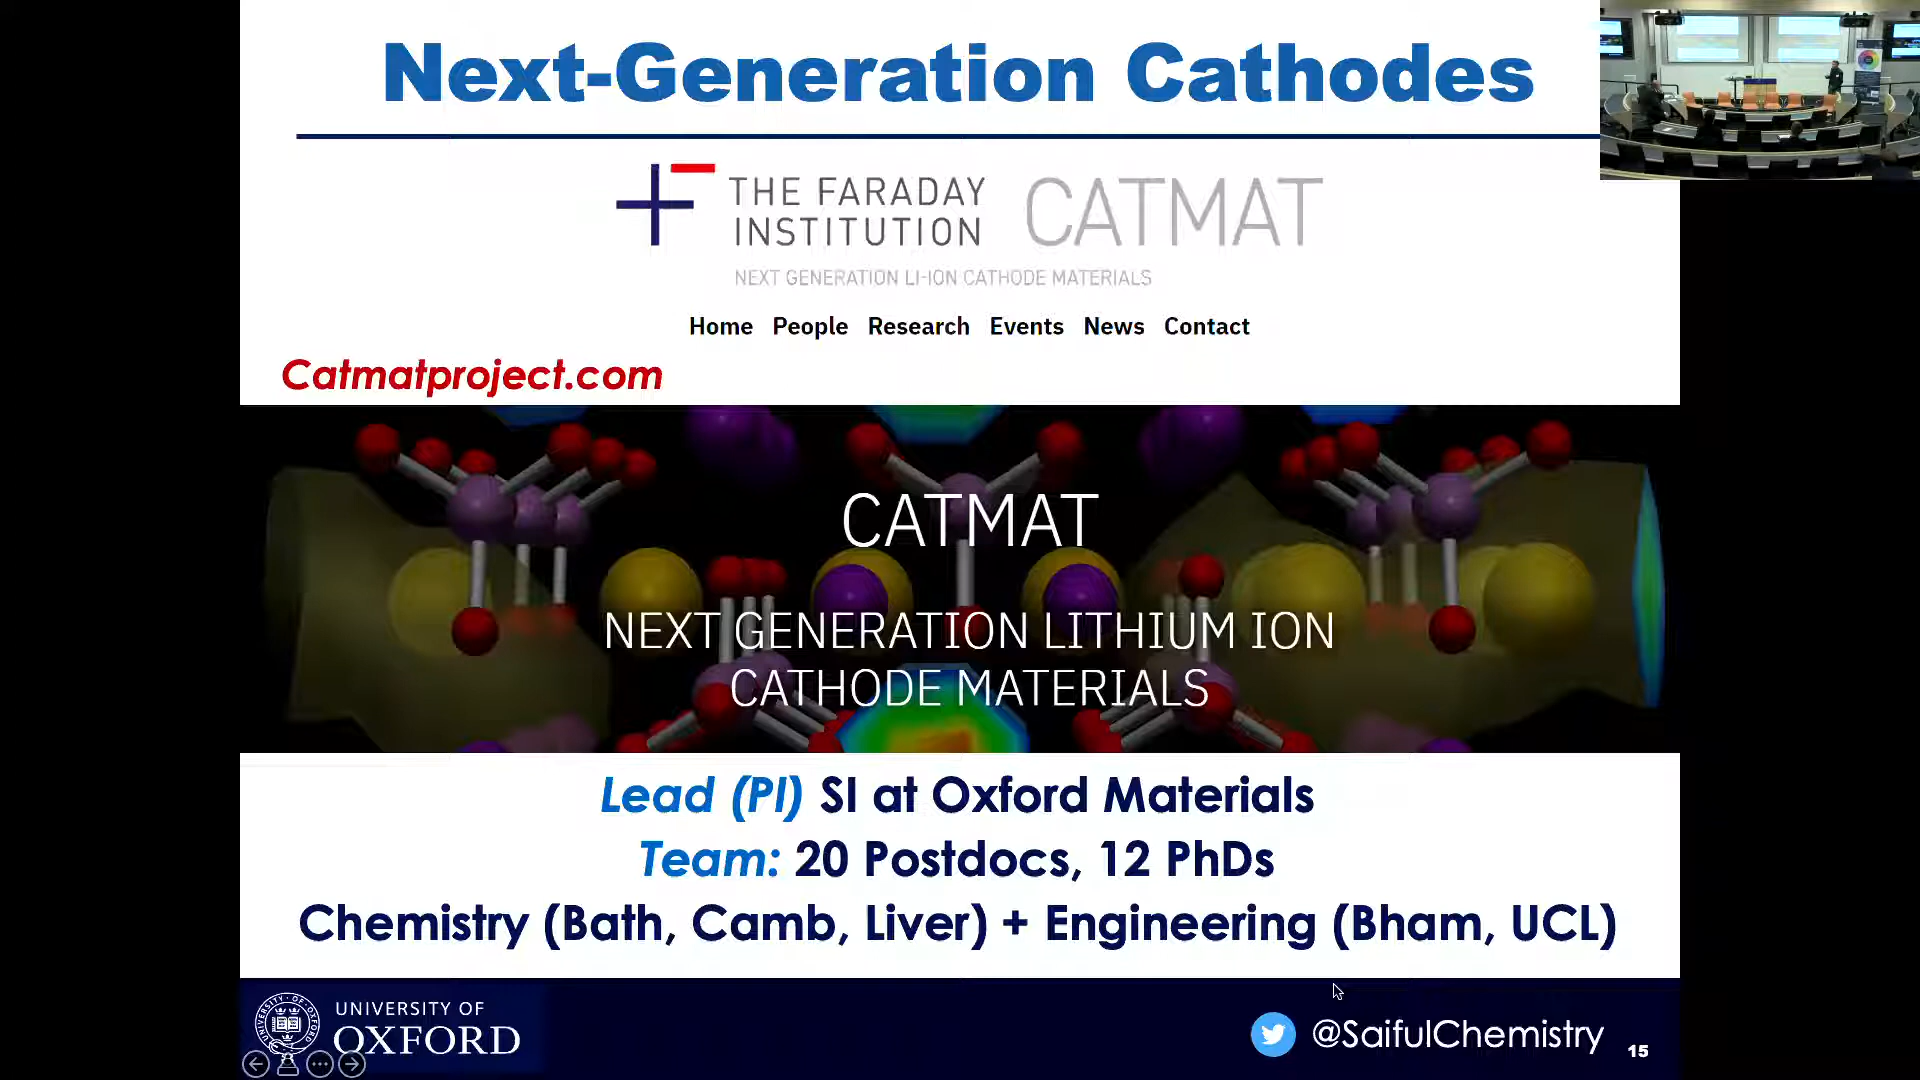 Next-Generation Cathodes
THE FARADAY
INSTITUTION
CATMAT
NEXT GENERATION LI-ION CATHODE MATERIALS
Home People Research Events News Contact
Catmatproject.com
CATMAT
NEXT GENERATION LITHIUM ION
CATHODE MATERIALS
Lead (PI) SI at Oxford Materials
Team: 20 Postdocs, 12 PhDs
Chemistry (Bath, Camb, Liver) + Engineering (Bham, UCL)
UNIVERSITY OF
OXFORD
@SaifulChemistry
15